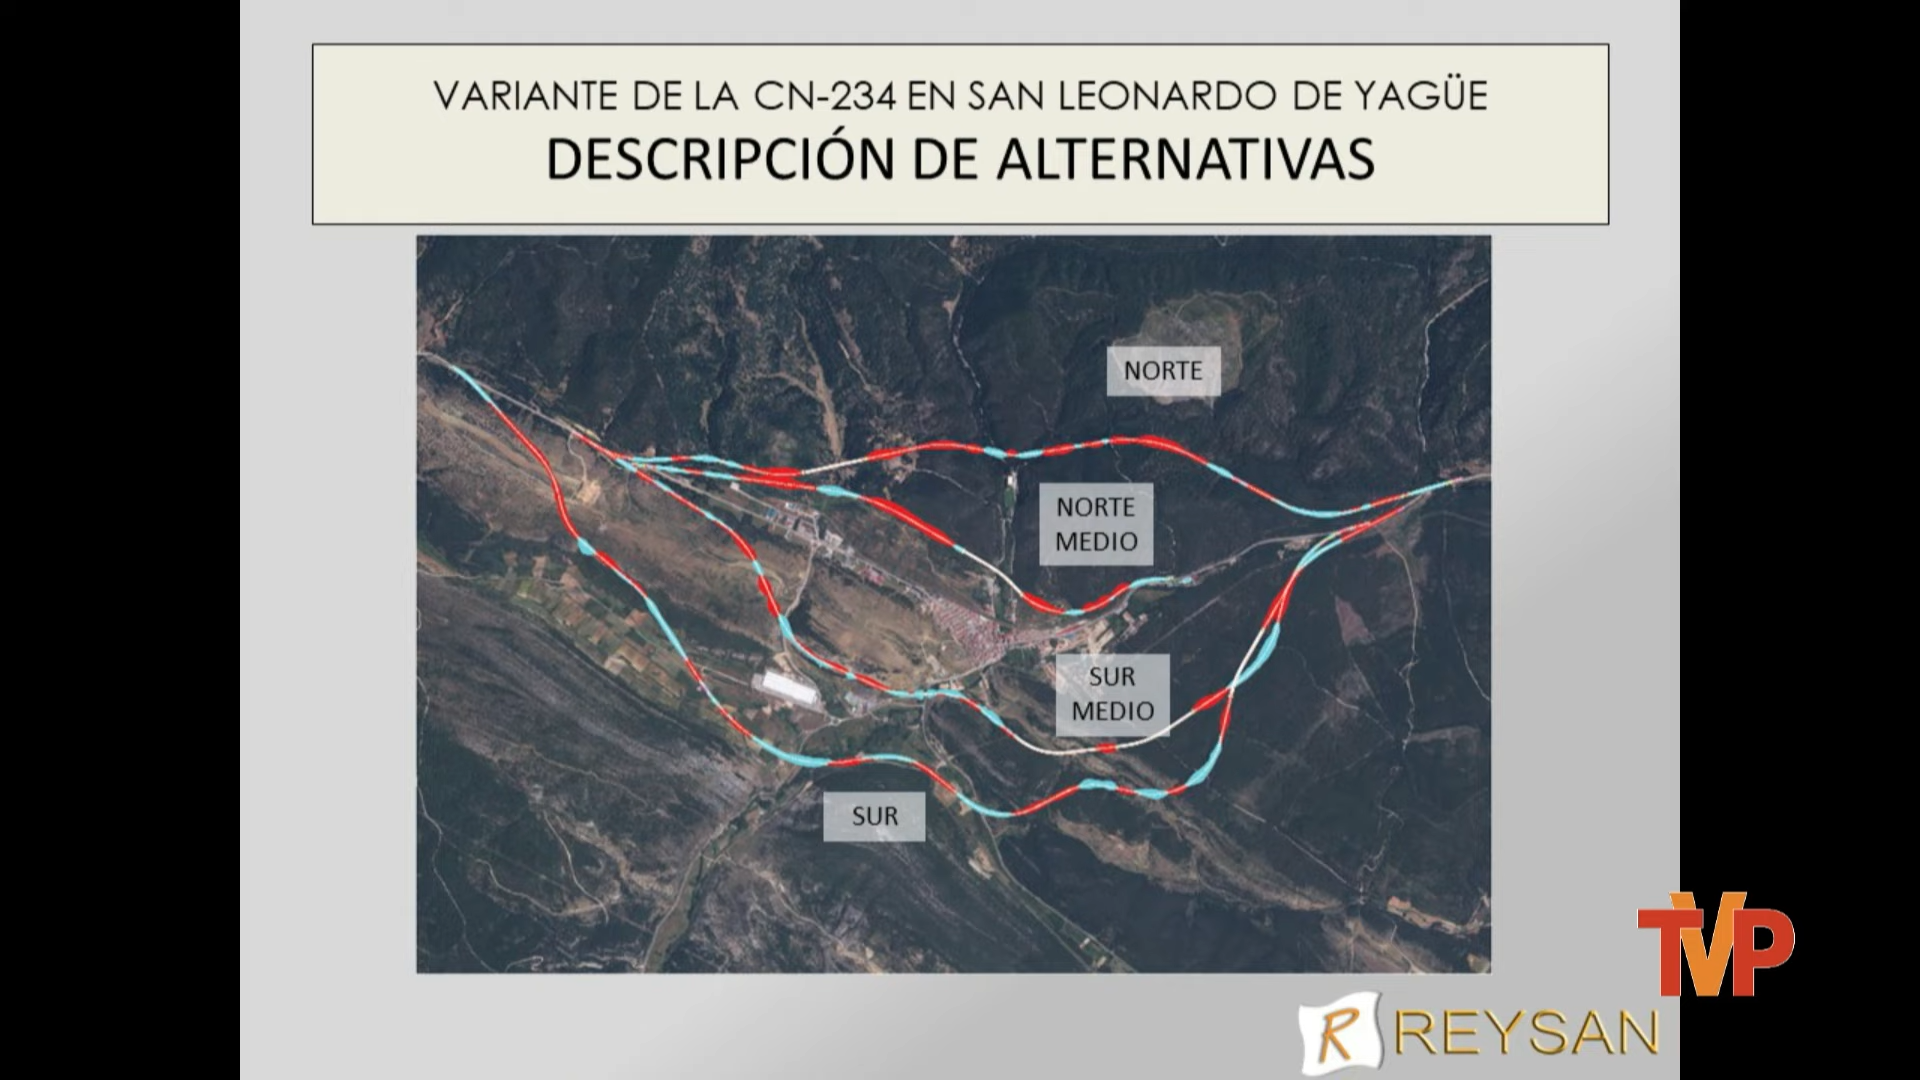 VARIANTE DE LA CN-234 EN SAN LEONARDO DE YAGÜE
DESCRIPCIÓN DE ALTERNATIVAS
NORTE
NORTE
MEDIO
SUR
MEDIO
SUR
TVP
R REYSAN